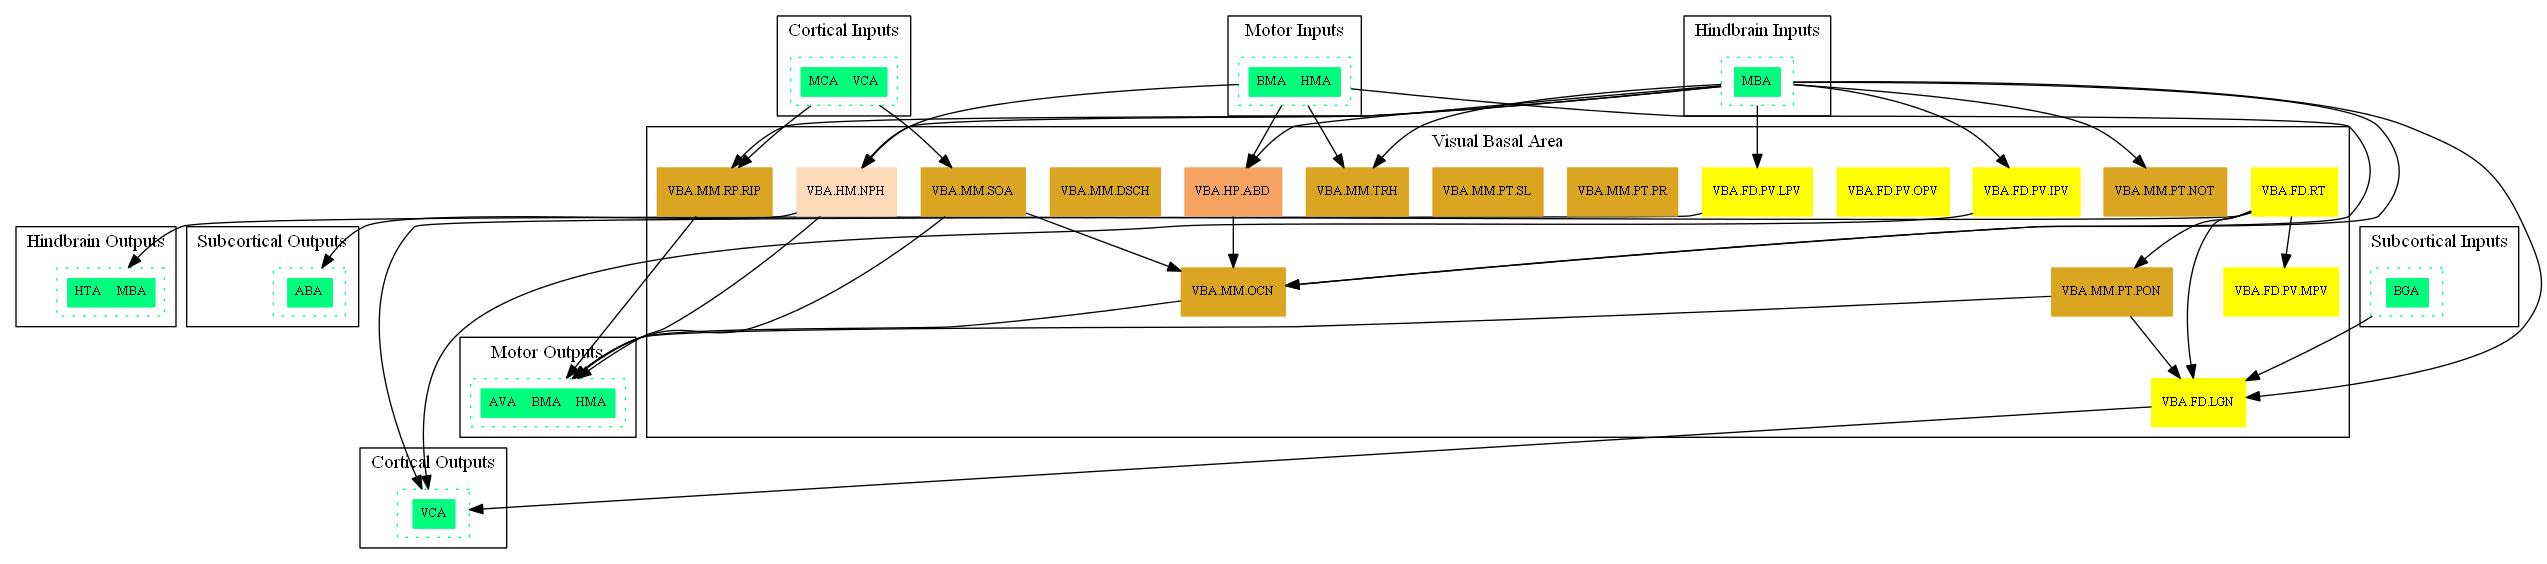 Cortical Inputs
MCA VCA
Motor Inputs
BMA HMA
Hindbrain Inputs
MBA
Visual Basal Area
VBA.MM.RP.RIP
VBA.HM.NPH
VBA.MM.SOA
VBA.MM.DSCH
VBA.HP.ABD
VBA.MM.TRH
VBA.MM.PT.SL
VBA.MM.PT.PR
VBA.FD.PV.LPV
VBA.FD.PV.OPV
VBA.FD.PV.IPV
VBA.MM.PT.NOT
VBA.FD.RT
Hindbrain Outputs
HTA MBA
Subcortical Outputs
ABA
VBA.MM.OCN
VBA.MM.PT.PON
VBA.FD.PV.MPV
Subcortical Inputs
BGA
Motor Outputs
AVA BMA HMA
VBA.FD.LGN
Cortical Outputs
VCA